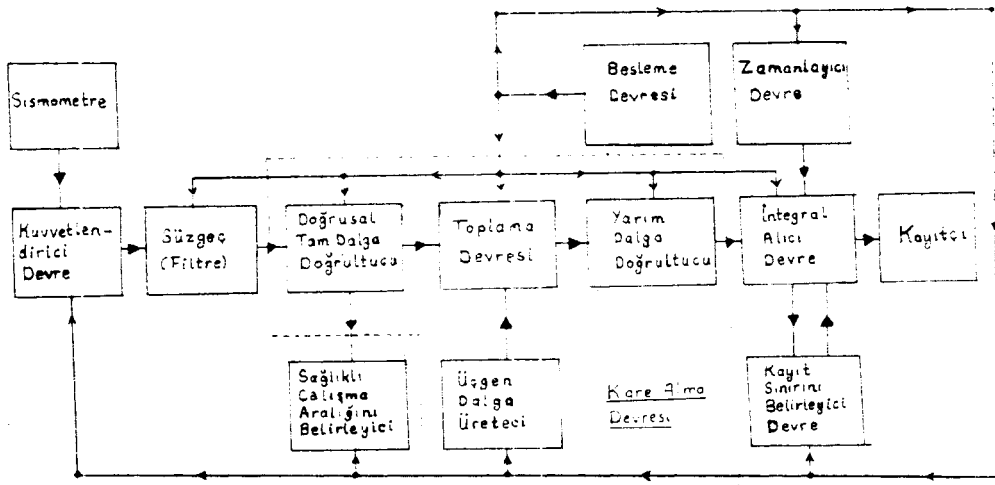 Besleme
Devresi
Zamanlayıcı
Devre
Sismometre
Kuvvetlen-
dirici
Devre
Süzgeç
(Filtre)
Doğrusal
Tam Dalga
Doğrultucu
Toplama
Devresi
Yarım
Dalga
Doğrultucu
İntegral
Alıcı
Devre
Kayıtçı
Sağlıklı
Çalışma
Aralığını
Belirleyici
Üçgen
Dalga
Üreteci
Kare Alma
Devresi
Kayıt
Sınırını
Belirleyici
Devre